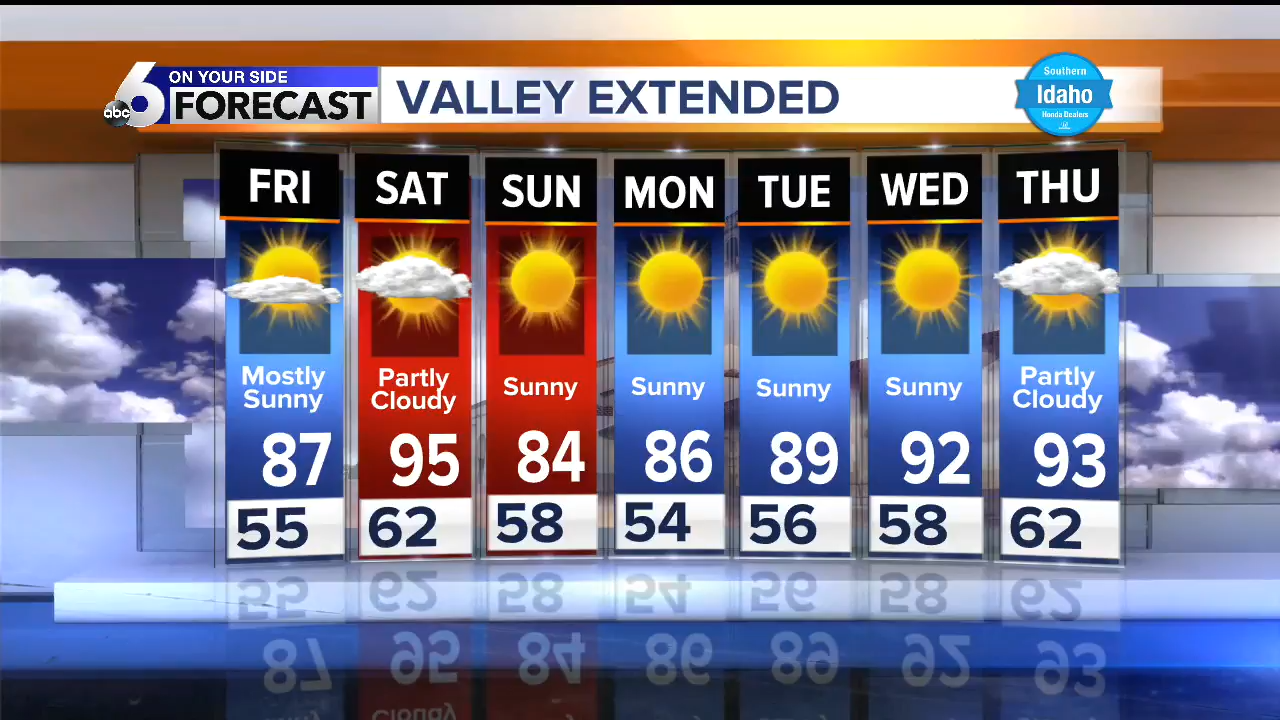 abc
6
ON YOUR SIDE
FORECAST
VALLEY EXTENDED
Southern
Idaho
Honda Dealers
FRI
SAT
SUN
MON
TUE
WED
THU
Mostly
Sunny
Partly
Cloudy
Sunny
Sunny
Sunny
Sunny
Partly
Cloudy
87
95
84
86
89
92
93
55
62
58
54
56
58
62